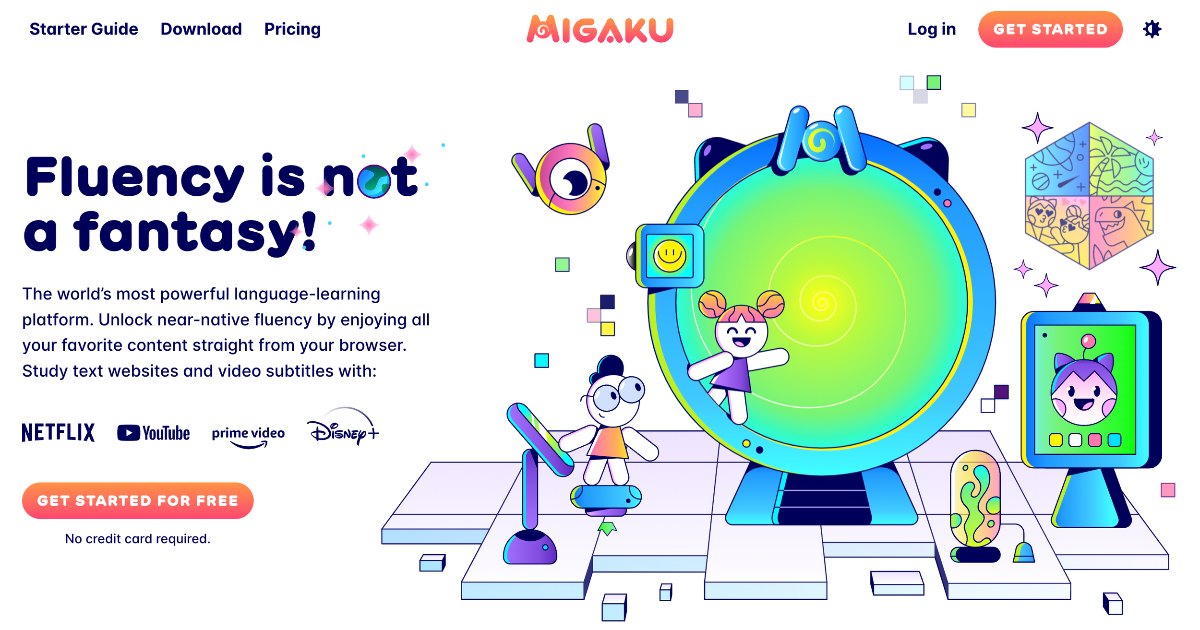 Starter Guide Download Pricing
MIGAKU
Log in
GET STARTED
Fluency is not
a fantasy!
The world’s most powerful language-learning
platform. Unlock near-native fluency by enjoying all
your favorite content straight from your browser.
Study text websites and video subtitles with:
NETFLIX YouTube prime video Disney+
GET STARTED FOR FREE
No credit card required.